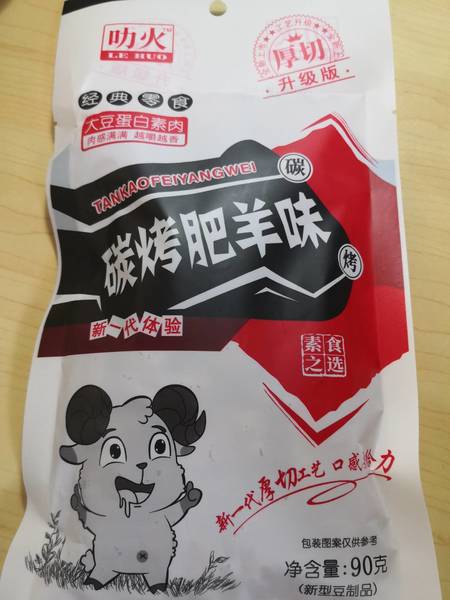 叻火
LE HUO
厚切
升级版
经典零食
大豆蛋白素肉
肉感满满 越嚼越香
TANKAOFEIYANGWEI
碳烤肥羊味
碳
烤
新一代体验
素食
之选
新一代厚切工艺 口感给力
包装图案仅供参考
净含量:90克
(新型豆制品)